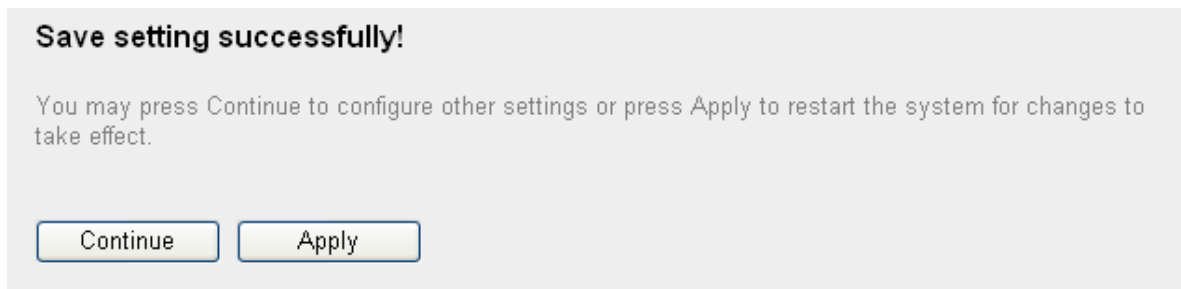 Save setting successfully!
You may press Continue to configure other settings or press Apply to restart the system for changes to
take effect.
Continue
Apply